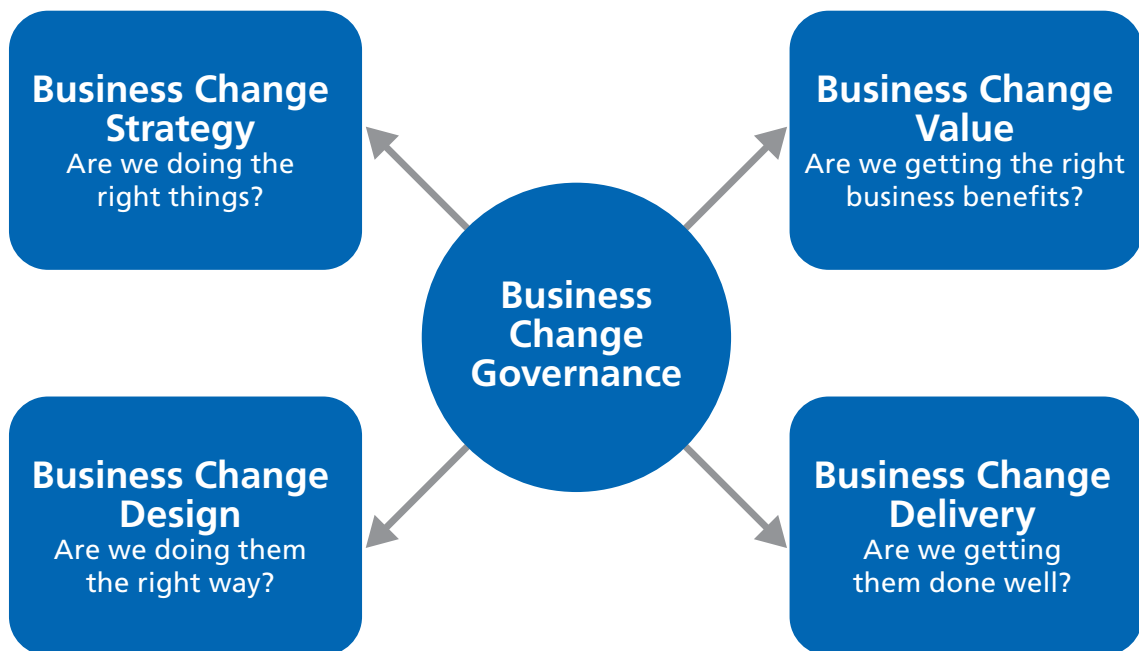 Business Change
Strategy
Are we doing the
right things?
Business Change
Value
Are we getting the right
business benefits?
Business
Change
Governance
Business Change
Design
Are we doing them
the right way?
Business Change
Delivery
Are we getting
them done well?